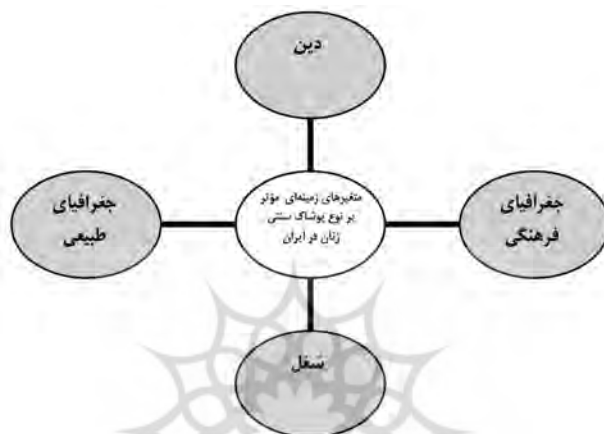 دین
جغرافیای
فرهنگی
متغیرهای زمینه‌ای مؤثر
بر نوع پوشاک سنتی
زنان در ایران
جغرافیای
طبیعی
شغل